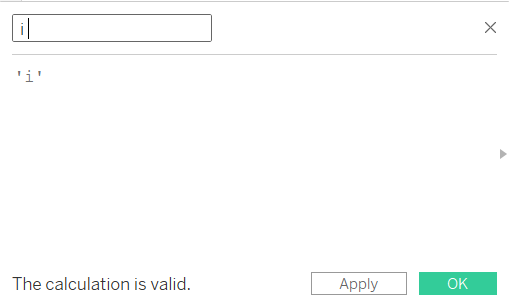 i
'i'
The calculation is valid.
Apply
OK